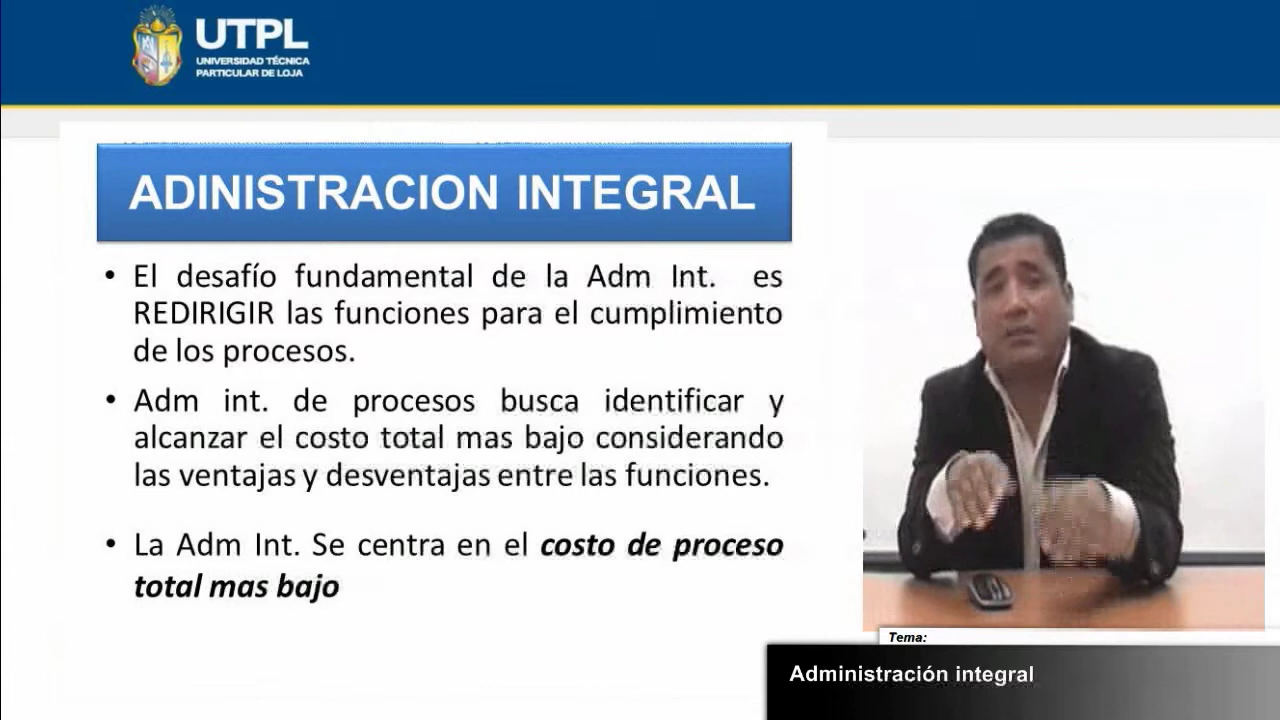 UTPL
UNIVERSIDAD TÉCNICA
PARTICULAR DE LOJA
ADINISTRACION INTEGRAL
• El desafío fundamental de la Adm Int. es
REDIRIGIR las funciones para el cumplimiento
de los procesos.
• Adm int. de procesos busca identificar y
alcanzar el costo total mas bajo considerando
las ventajas y desventajas entre las funciones.
• La Adm Int. Se centra en el costo de proceso
total mas bajo
Tema:
Administración integral